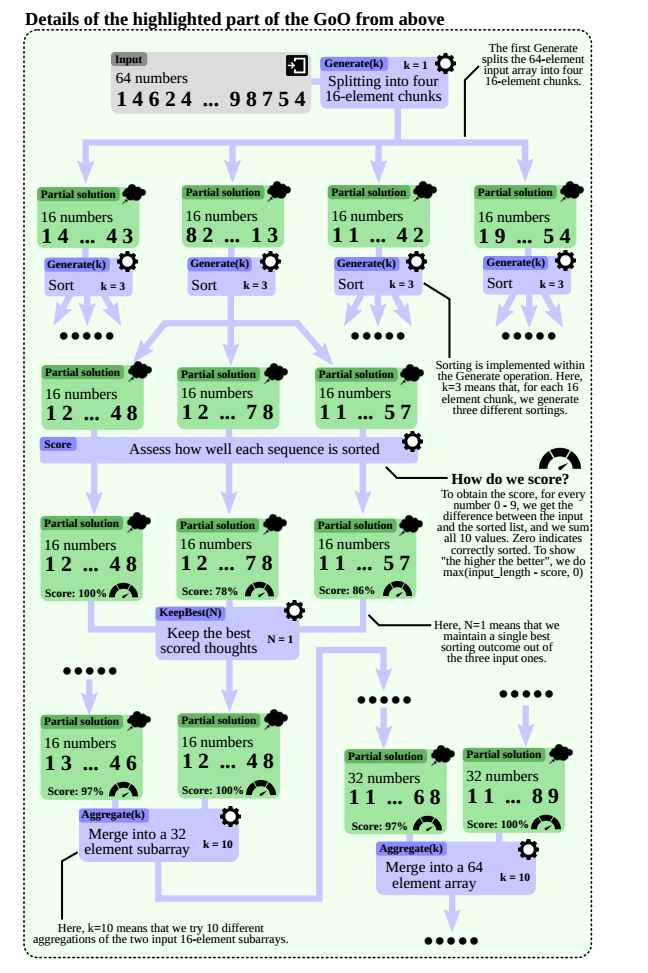 Details of the highlighted part of the GoO from above
Input
64 numbers
1 4 6 2 4 ... 9 8 7 5 4
Generate(k) k = 1
Splitting into four
16-element chunks
The first Generate
splits the 64-element
input array into four
16-element chunks.
Partial solution
16 numbers
1 4 ... 4 3
Partial solution
16 numbers
8 2 ... 1 3
Partial solution
16 numbers
1 1 ... 4 2
Partial solution
16 numbers
1 9 ... 5 4
Generate(k)
Sort k = 3
Generate(k)
Sort k = 3
Generate(k)
Sort k = 3
Generate(k)
Sort k = 3
Sorting is implemented within
the Generate operation. Here,
k=3 means that, for each 16
element chunk, we generate
three different sortings.
Partial solution
16 numbers
1 2 ... 4 8
Partial solution
16 numbers
1 2 ... 7 8
Partial solution
16 numbers
1 1 ... 5 7
Score
Assess how well each sequence is sorted
How do we score?
To obtain the score, for every
number 0 - 9, we get the
difference between the input
and the sorted list, and we sum
all 10 values. Zero indicates
correctly sorted. To show
"the higher the better", we do
max(input_length - score, 0)
Partial solution
16 numbers
1 2 ... 4 8
Score: 100%
Partial solution
16 numbers
1 2 ... 7 8
Score: 78%
Partial solution
16 numbers
1 1 ... 5 7
Score: 86%
KeepBest(N)
Keep the best
scored thoughts
N = 1
Here, N=1 means that we
maintain a single best
sorting outcome out of
the three input ones.
Partial solution
16 numbers
1 3 ... 4 6
Score: 97%
Partial solution
16 numbers
1 2 ... 4 8
Score: 100%
Partial solution
32 numbers
1 1 ... 6 8
Score: 97%
Partial solution
32 numbers
1 1 ... 8 9
Score: 100%
Aggregate(k)
Merge into a 32
element subarray
k = 10
Aggregate(k)
Merge into a 64
element array
k = 10
Here, k=10 means that we try 10 different
aggregations of the two input 16-element subarrays.